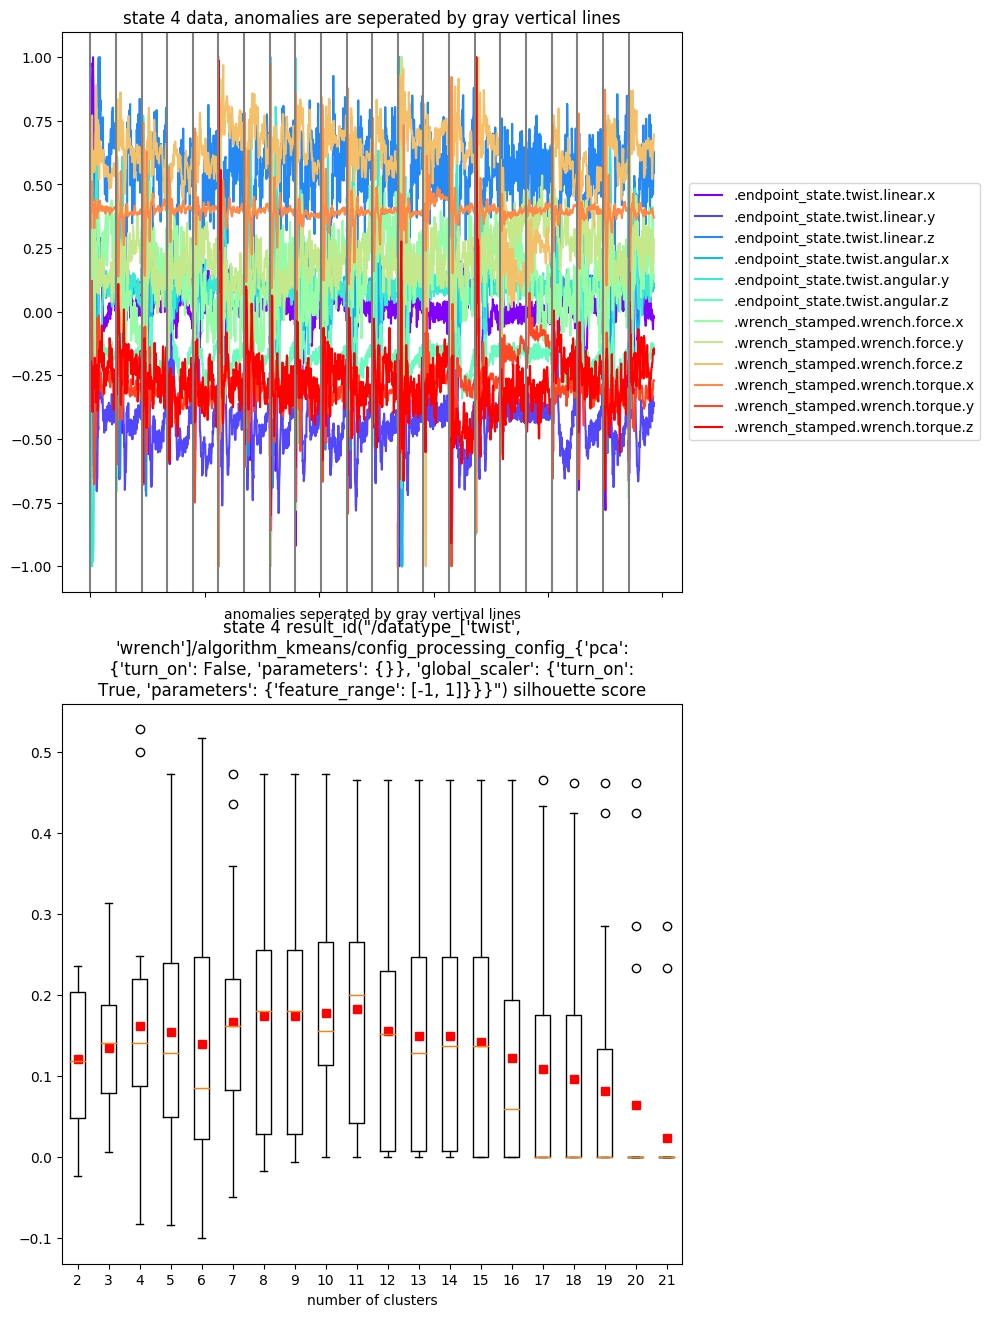 state 4 data, anomalies are seperated by gray vertical lines
1.00
0.75
0.50
0.25
0.00
−0.25
−0.50
−0.75
−1.00
.endpoint_state.twist.linear.x
.endpoint_state.twist.linear.y
.endpoint_state.twist.linear.z
.endpoint_state.twist.angular.x
.endpoint_state.twist.angular.y
.endpoint_state.twist.angular.z
.wrench_stamped.wrench.force.x
.wrench_stamped.wrench.force.y
.wrench_stamped.wrench.force.z
.wrench_stamped.wrench.torque.x
.wrench_stamped.wrench.torque.y
.wrench_stamped.wrench.torque.z
anomalies seperated by gray vertival lines
state 4 result_id("/datatype_['twist',
'wrench']/algorithm_kmeans/config_processing_config_{'pca':
{'turn_on': False, 'parameters': {}}, 'global_scaler': {'turn_on':
True, 'parameters': {'feature_range': [-1, 1]}}}") silhouette score
0.5
0.4
0.3
0.2
0.1
0.0
−0.1
2 3 4 5 6 7 8 9 10 11 12 13 14 15 16 17 18 19 20 21
number of clusters